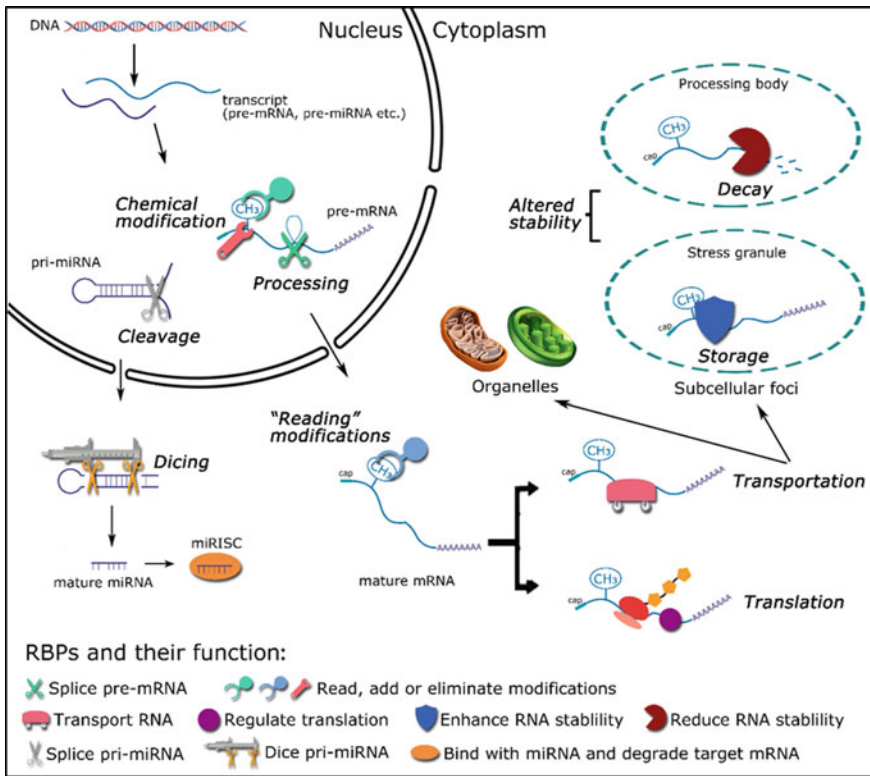 DNA
Nucleus
Cytoplasm
transcript
(pre-mRNA, pre-miRNA etc.)
Chemical
modification
CH3
pre-mRNA
Processing
pri-miRNA
Cleavage
Processing body
CH3
cap
Decay
Altered
stability
Stress granule
CH3
cap
Storage
Subcellular foci
Organelles
"Reading"
modifications
cap
CH3
mature mRNA
Dicing
mature miRNA
miRISC
CH3
cap
Transportation
CH3
cap
Translation
RBPs and their function:
Splice pre-mRNA
Read, add or eliminate modifications
Transport RNA
Regulate translation
Enhance RNA stablility
Reduce RNA stablility
Splice pri-miRNA
Dice pri-miRNA
Bind with miRNA and degrade target mRNA